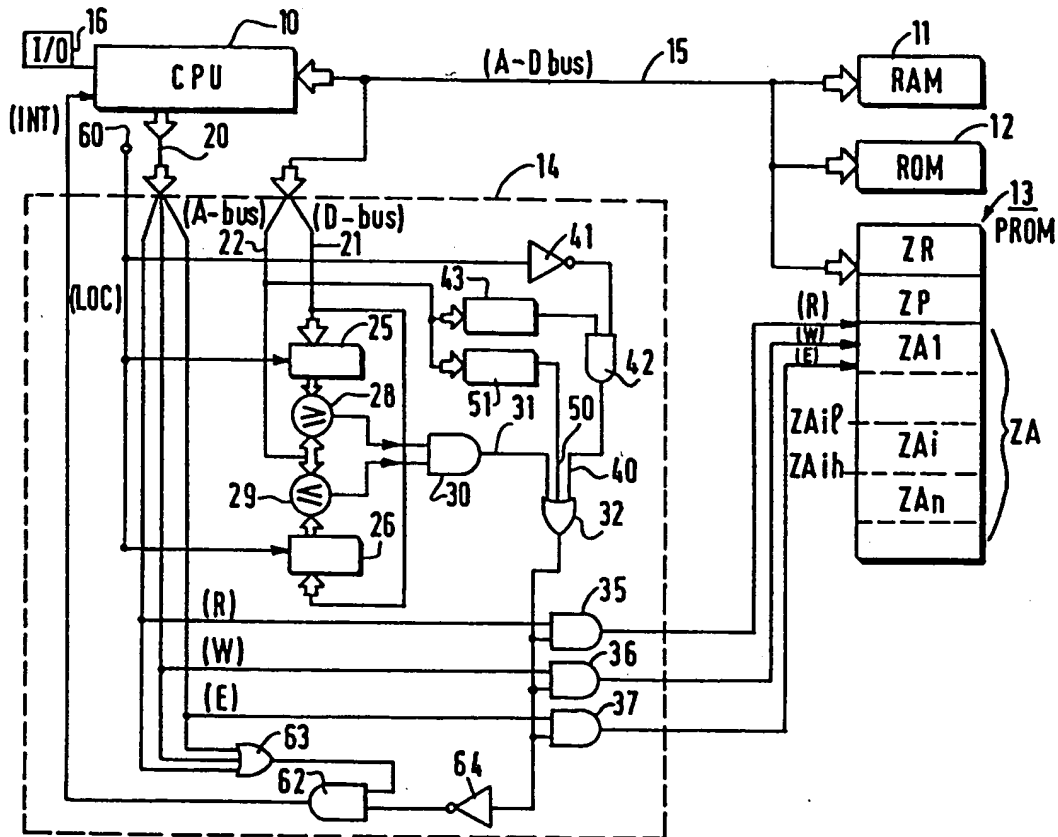 16
10
11
I/O
CPU
(A-D bus)
15
RAM
(INT)
60
20
12
ROM
14
13
PROM
(A-bus)
(D-bus)
22
21
41
ZR
(LOC)
43
ZP
25
(R)
(W)
(E)
ZA1
28
51
31
42
50
ZAil
ZAi
ZA
ZAih
29
30
40
32
ZAn
26
35
(R)
36
(W)
37
(E)
63
62
64
≥
≤